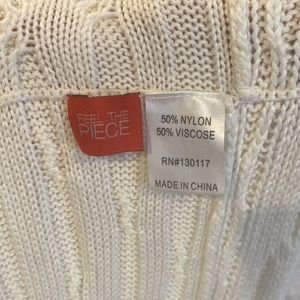 FEEL THE
PIECE
50% NYLON
50% VISCOSE
RN#130117
MADE IN CHINA